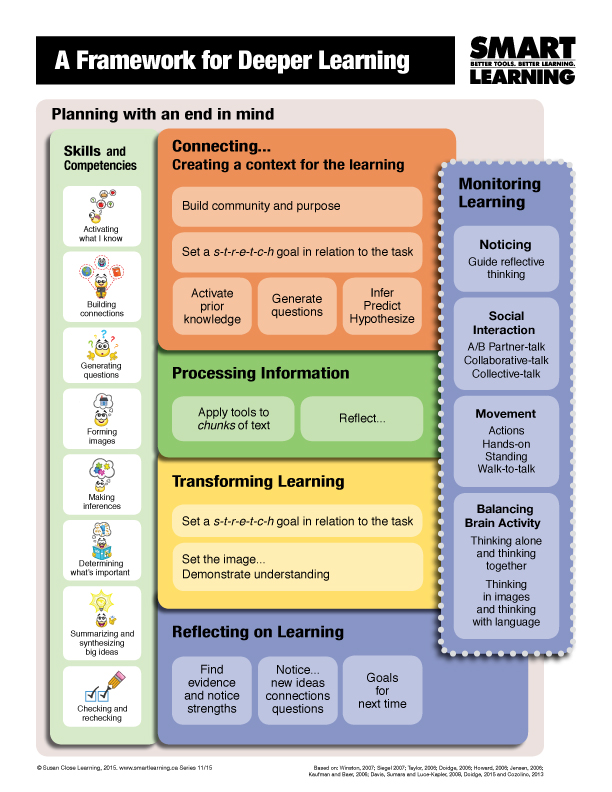 A Framework for Deeper Learning
SMART
BETTER TOOLS. BETTER LEARNING.
LEARNING
Planning with an end in mind
Skills and
Competencies
Activating
what I know
Building
connections
Generating
questions
Forming
images
Making
inferences
Determining
what's important
Summarizing and
synthesizing
big ideas
Checking and
rechecking
Connecting...
Creating a context for the learning
Build community and purpose
Set a s-t-r-e-t-c-h goal in relation to the task
Activate
prior
knowledge
Generate
questions
Infer
Predict
Hypothesize
Processing Information
Apply tools to
chunks of text
Reflect...
Transforming Learning
Set a s-t-r-e-t-c-h goal in relation to the task
Set the image...
Demonstrate understanding
Reflecting on Learning
Find
evidence
and notice
strengths
Notice...
new ideas
connections
questions
Goals
for
next time
Monitoring
Learning
Noticing
Guide reflective
thinking
Social
Interaction
A/B Partner-talk
Collaborative-talk
Collective-talk
Movement
Actions
Hands-on
Standing
Walk-to-talk
Balancing
Brain Activity
Thinking alone
and thinking
together
Thinking
in images
and thinking
with language
© Susan Close Learning, 2015, www.smartlearning.ca Series 11/15
Based on: Winston, 2007; Siegel 2007; Taylor, 2006; Doidge, 2006; Howard, 2006; Jensen, 2006;
Kaufman and Baer, 2006; Davis, Sumara and Luce-Kapler, 2008, Doidge, 2015 and Cozolino, 2013